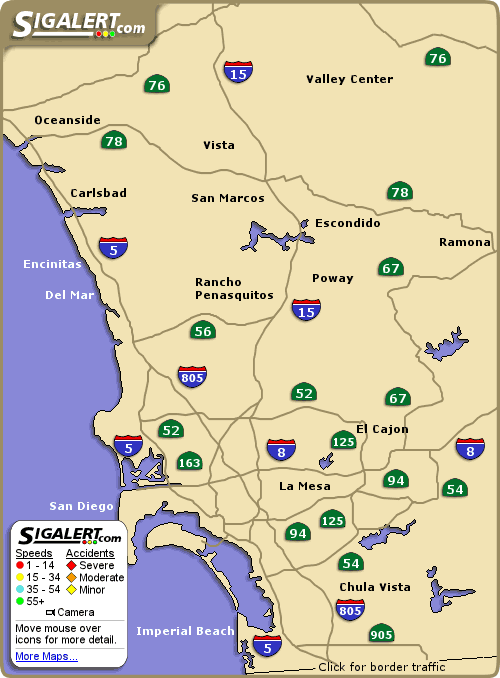 SIGALERT.com
76
15
Valley Center
76
Oceanside
78
Vista
Carlsbad
San Marcos
78
Escondido
5
Ramona
Encinitas
67
Del Mar
Rancho
Penasquitos
Poway
15
56
805
52
67
52
El Cajon
5
125
8
8
163
94
La Mesa
54
San Diego
125
94
SIGALERT.com
Speeds Accidents
1 - 14 Severe
15 - 34 Moderate
35 - 54 Minor
55+
Camera
Move mouse over
icons for more detail.
More Maps...
54
Chula Vista
805
Imperial Beach
905
5
Click for border traffic